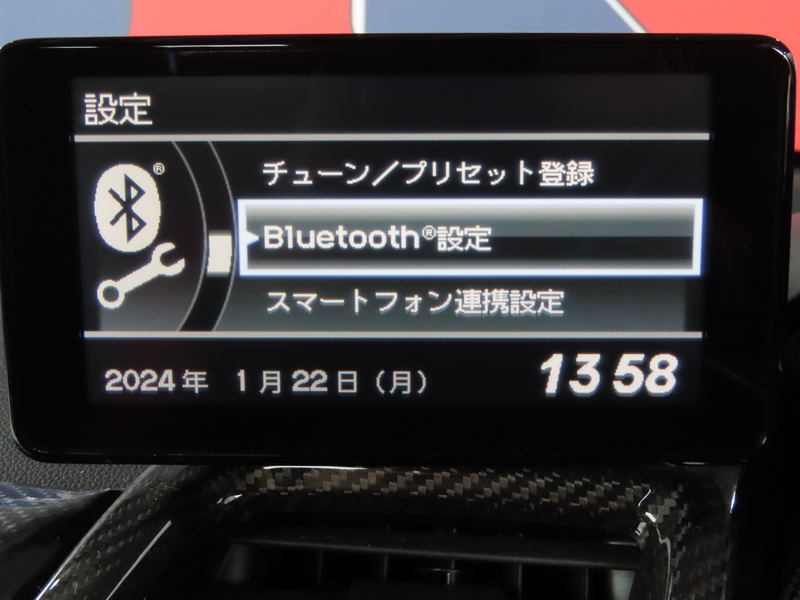 設定
チューン／プリセット登録
Bluetooth®設定
スマートフォン連携設定
2024年 1月22日（月） 13 58